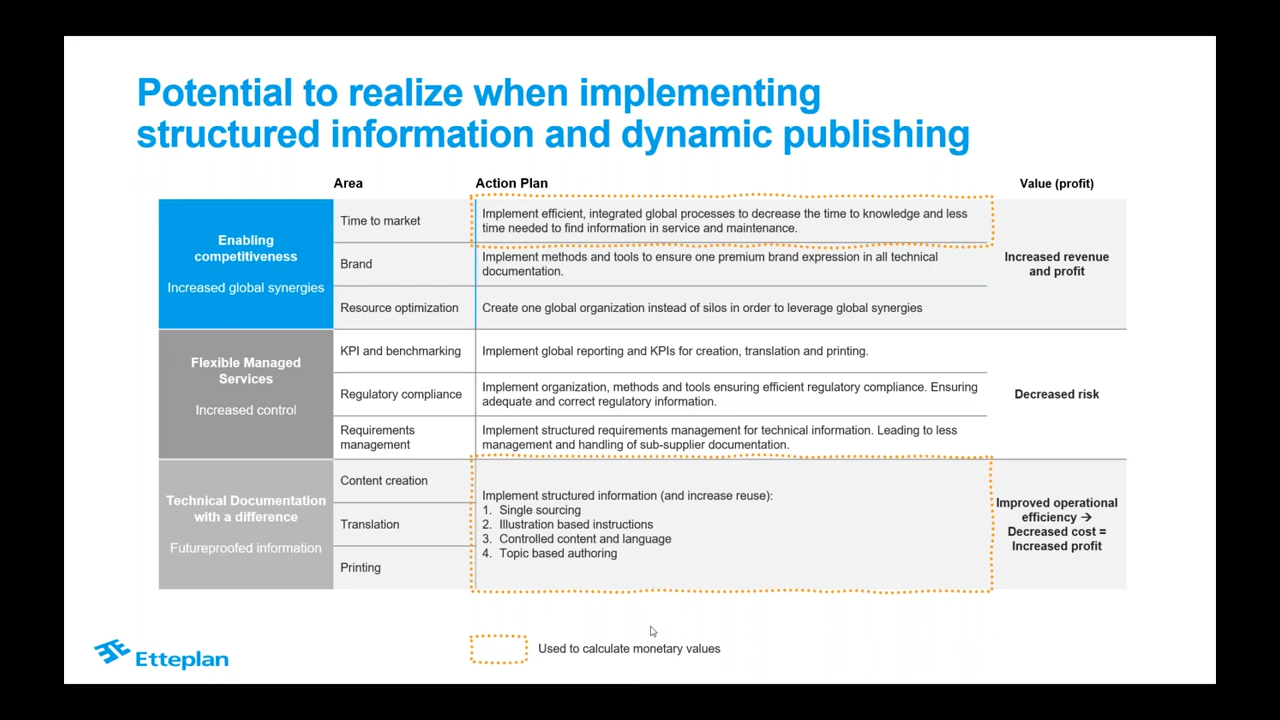 Potential to realize when implementing
structured information and dynamic publishing
Area
Action Plan
Value (profit)
Enabling
competitiveness
Increased global synergies
Time to market
Implement efficient, integrated global processes to decrease the time to knowledge and less
time needed to find information in service and maintenance.
Brand
Implement methods and tools to ensure one premium brand expression in all technical
documentation.
Resource optimization
Create one global organization instead of silos in order to leverage global synergies
Increased revenue
and profit
Flexible Managed
Services
Increased control
KPI and benchmarking
Implement global reporting and KPIs for creation, translation and printing.
Regulatory compliance
Implement organization, methods and tools ensuring efficient regulatory compliance. Ensuring
adequate and correct regulatory information.
Requirements
management
Implement structured requirements management for technical information. Leading to less
management and handling of sub-supplier documentation.
Decreased risk
Technical Documentation
with a difference
Futureproofed information
Content creation
Translation
Printing
Implement structured information (and increase reuse):
1. Single sourcing
2. Illustration based instructions
3. Controlled content and language
4. Topic based authoring
Improved operational
efficiency →
Decreased cost =
Increased profit
Etteplan
Used to calculate monetary values